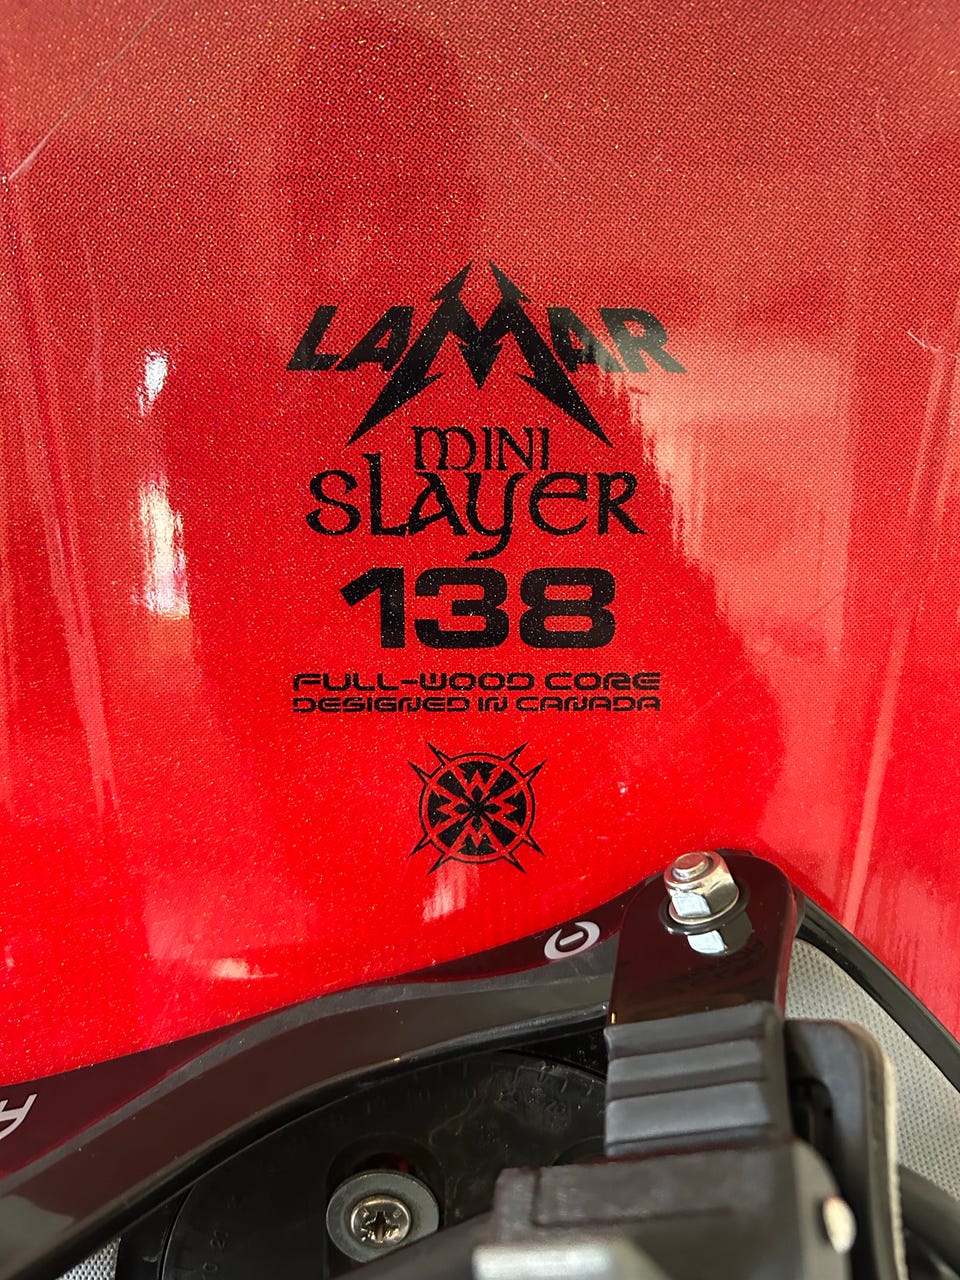 LAMAR
MINI
SLAYER
138
FULL-WOOD CORE
DESIGNED IN CANADA